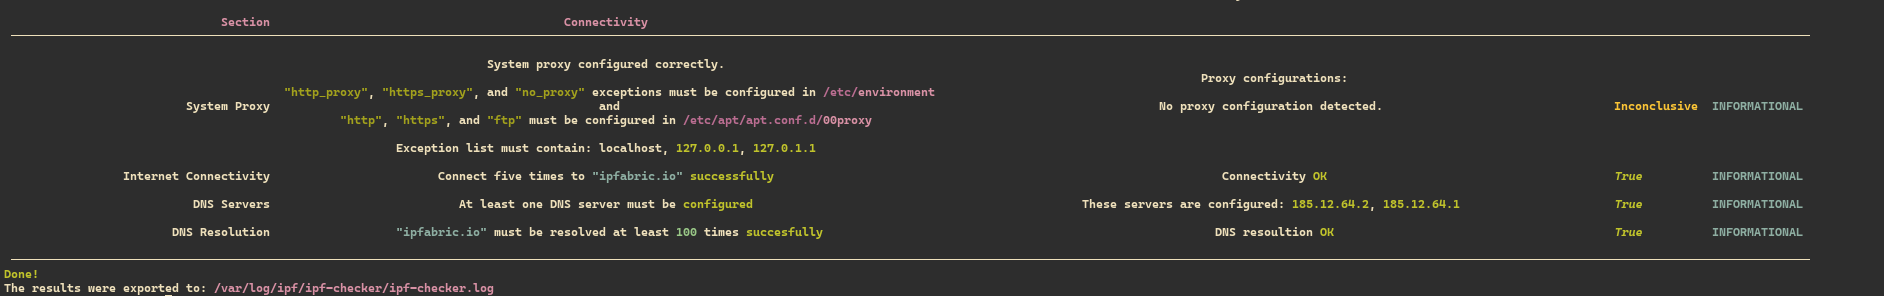 Section Connectivity
System proxy configured correctly.
Proxy configurations:
"http_proxy", "https_proxy", and "no_proxy" exceptions must be configured in /etc/environment
System Proxy and No proxy configuration detected. Inconclusive INFORMATIONAL
"http", "https", and "ftp" must be configured in /etc/apt/apt.conf.d/00proxy
Exception list must contain: localhost, 127.0.0.1, 127.0.1.1
Internet Connectivity Connect five times to "ipfabric.io" successfully Connectivity OK True INFORMATIONAL
DNS Servers At least one DNS server must be configured These servers are configured: 185.12.64.2, 185.12.64.1 True INFORMATIONAL
DNS Resolution "ipfabric.io" must be resolved at least 100 times succesfully DNS resoultion OK True INFORMATIONAL
Done!
The results were exported to: /var/log/ipf/ipf-checker/ipf-checker.log